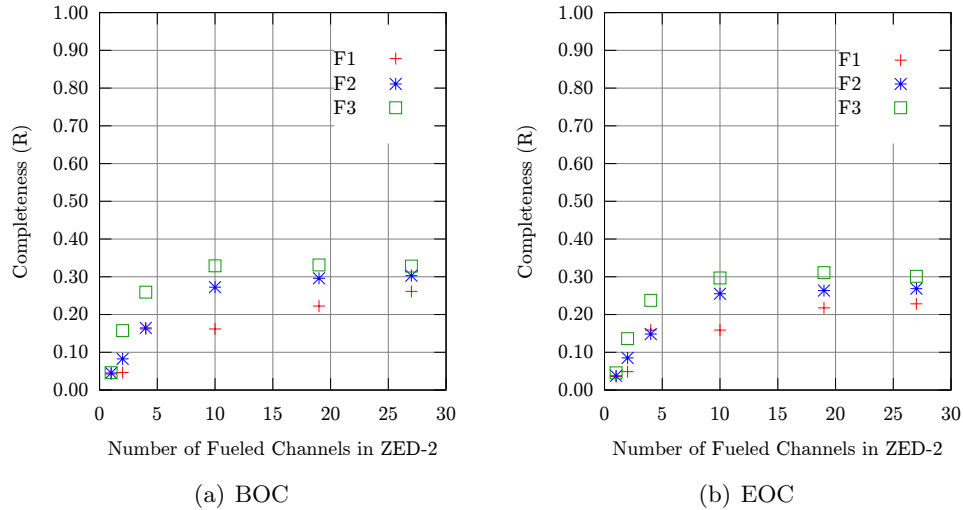 1.00
0.90
0.80
0.70
0.60
0.50
0.40
0.30
0.20
0.10
0.00
Completeness (R)
F1
F2
F3
0 5 10 15 20 25 30
Number of Fueled Channels in ZED-2
(a) BOC
1.00
0.90
0.80
0.70
0.60
0.50
0.40
0.30
0.20
0.10
0.00
Completeness (R)
F1
F2
F3
0 5 10 15 20 25 30
Number of Fueled Channels in ZED-2
(b) EOC